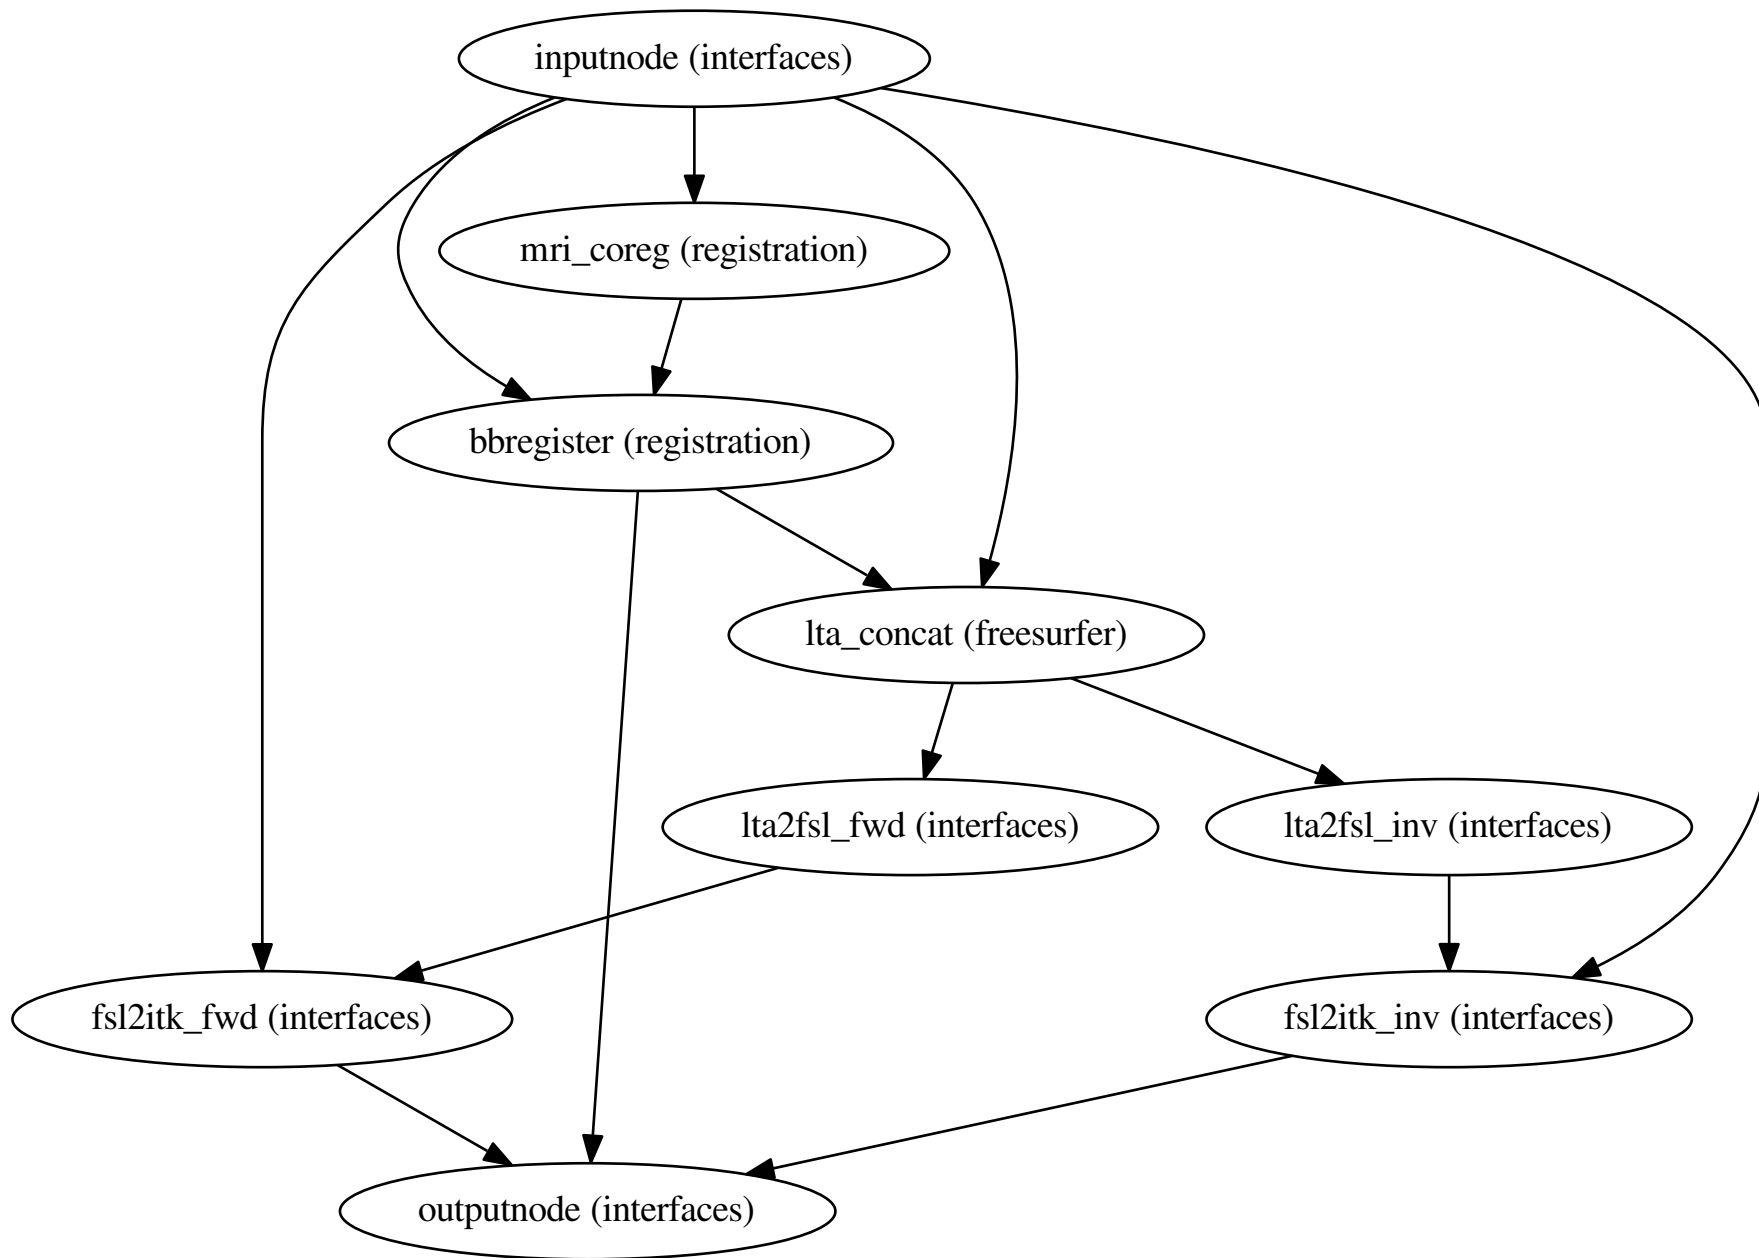 inputnode (interfaces)
mri_coreg (registration)
bbregister (registration)
lta_concat (freesurfer)
lta2fsl_fwd (interfaces)
lta2fsl_inv (interfaces)
fsl2itk_fwd (interfaces)
fsl2itk_inv (interfaces)
outputnode (interfaces)